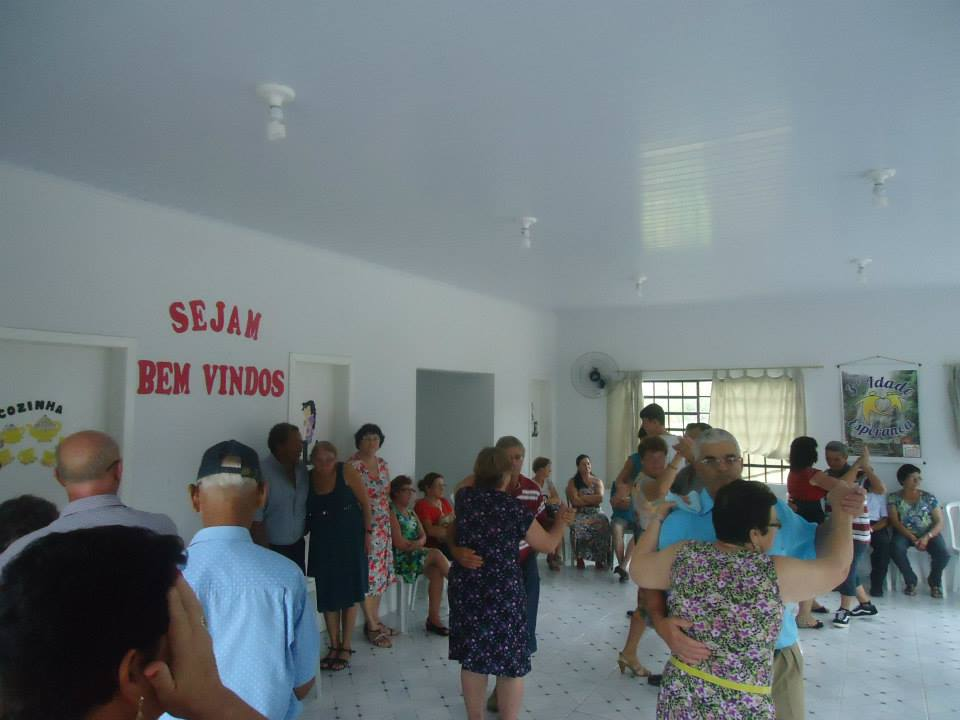 SEJAM
BEM VINDOS
COZINHA
Idade
Esperança